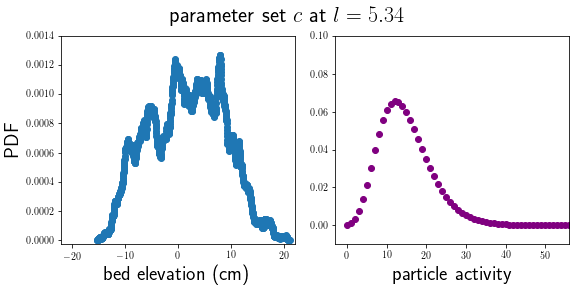 parameter set c at l = 5.34
PDF
0.0014
0.0012
0.0010
0.0008
0.0006
0.0004
0.0002
0.0000
−20 −10 0 10 20
bed elevation (cm)
0.10
0.08
0.06
0.04
0.02
0.00
0 10 20 30 40 50
particle activity